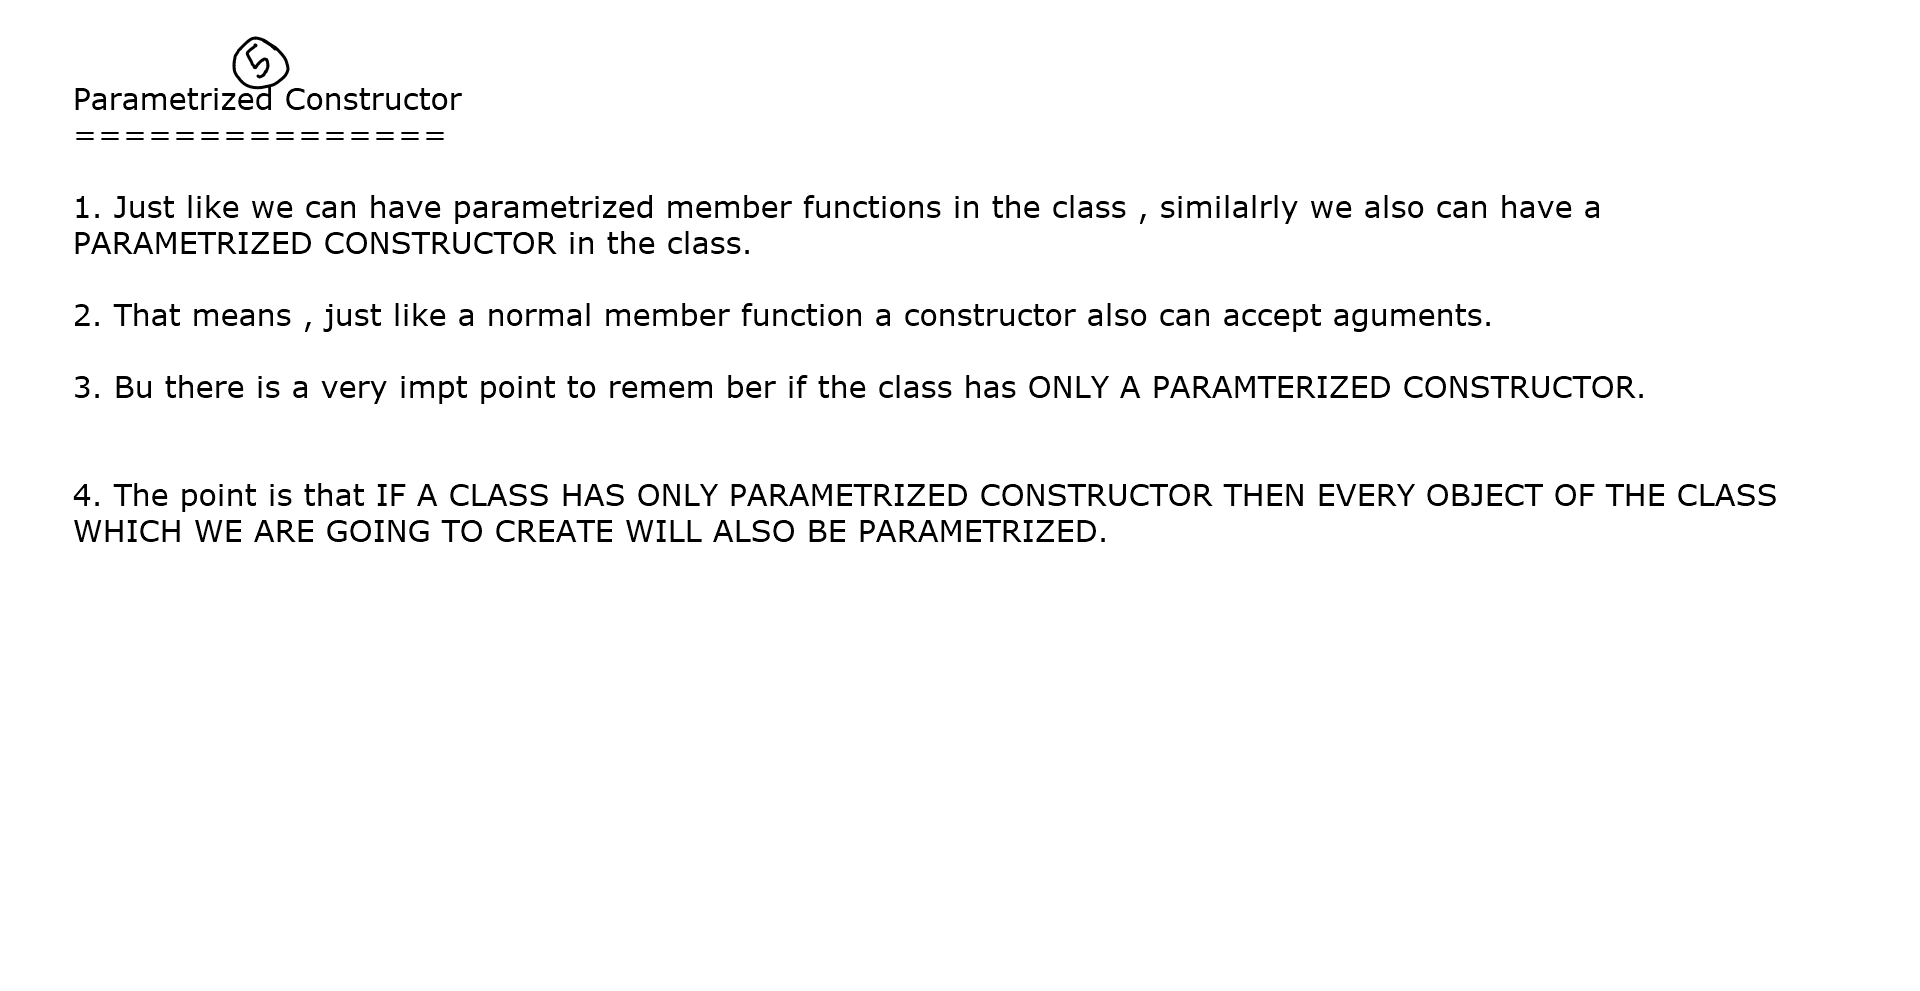 5
Parametrized Constructor
===============
1. Just like we can have parametrized member functions in the class , similalrly we also can have a
PARAMETRIZED CONSTRUCTOR in the class.
2. That means , just like a normal member function a constructor also can accept aguments.
3. Bu there is a very impt point to remem ber if the class has ONLY A PARAMTERIZED CONSTRUCTOR.
4. The point is that IF A CLASS HAS ONLY PARAMETRIZED CONSTRUCTOR THEN EVERY OBJECT OF THE CLASS
WHICH WE ARE GOING TO CREATE WILL ALSO BE PARAMETRIZED.